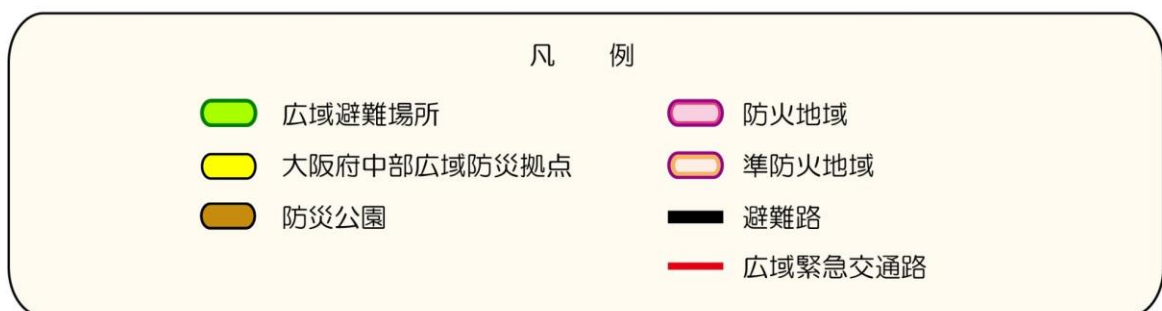 凡　例
広域避難場所
大阪府中部広域防災拠点
防災公園
防火地域
準防火地域
避難路
広域緊急交通路